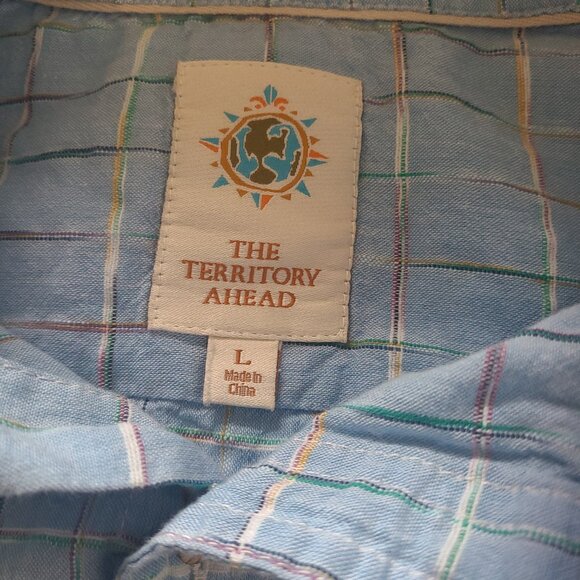 THE
TERRITORY
AHEAD
L
Made in
China